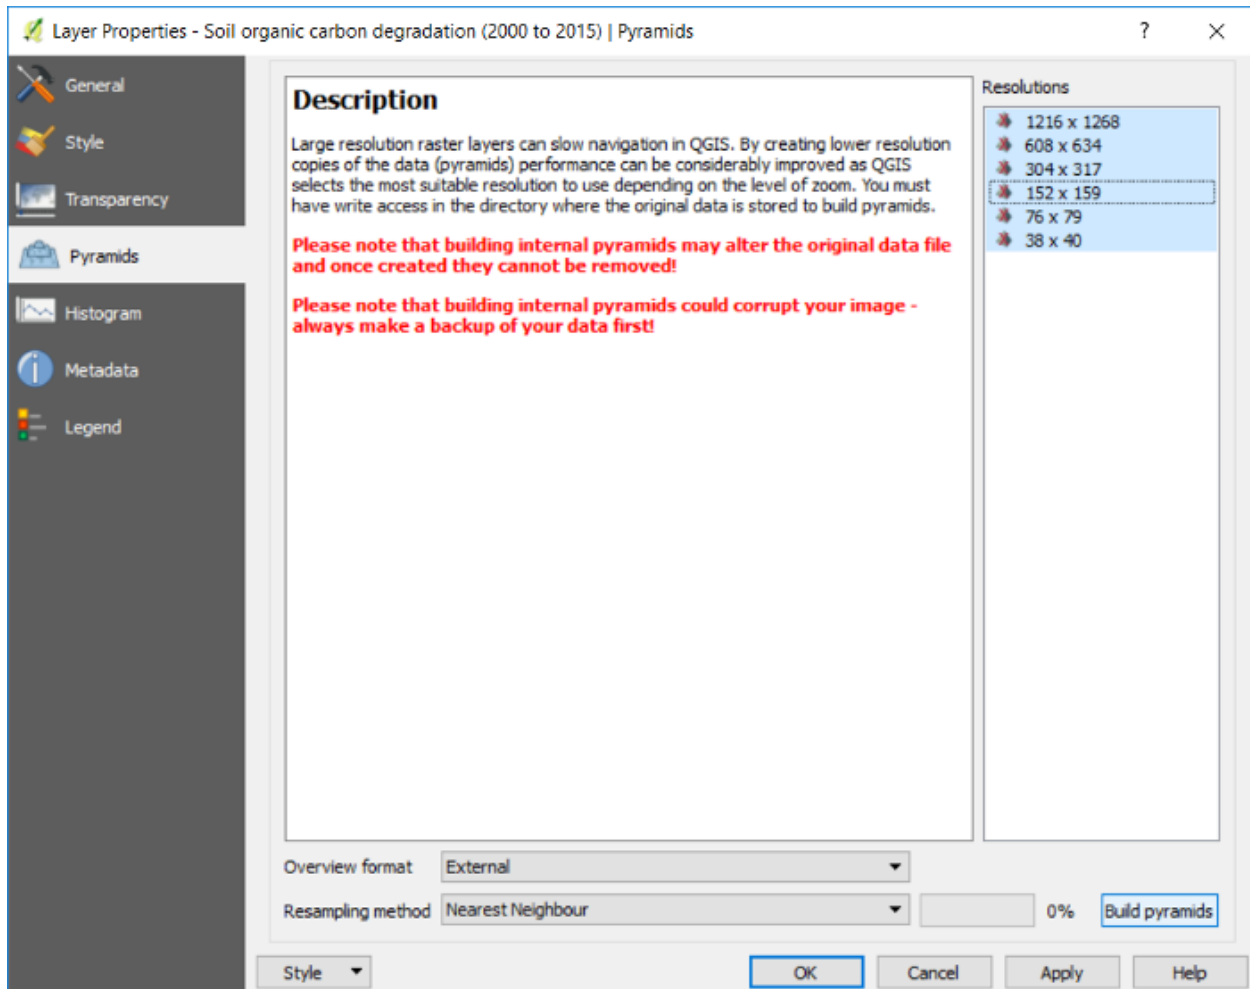 Layer Properties - Soil organic carbon degradation (2000 to 2015) | Pyramids
?
General
Style
Transparency
Pyramids
Histogram
Metadata
Legend
Description
Large resolution raster layers can slow navigation in QGIS. By creating lower resolution
copies of the data (pyramids) performance can be considerably improved as QGIS
selects the most suitable resolution to use depending on the level of zoom. You must
have write access in the directory where the original data is stored to build pyramids.
Please note that building internal pyramids may alter the original data file
and once created they cannot be removed!
Please note that building internal pyramids could corrupt your image -
always make a backup of your data first!
Resolutions
1216 x 1268
608 x 634
304 x 317
152 x 159
76 x 79
38 x 40
Overview format External
Resampling method Nearest Neighbour 0% Build pyramids
Style OK Cancel Apply Help